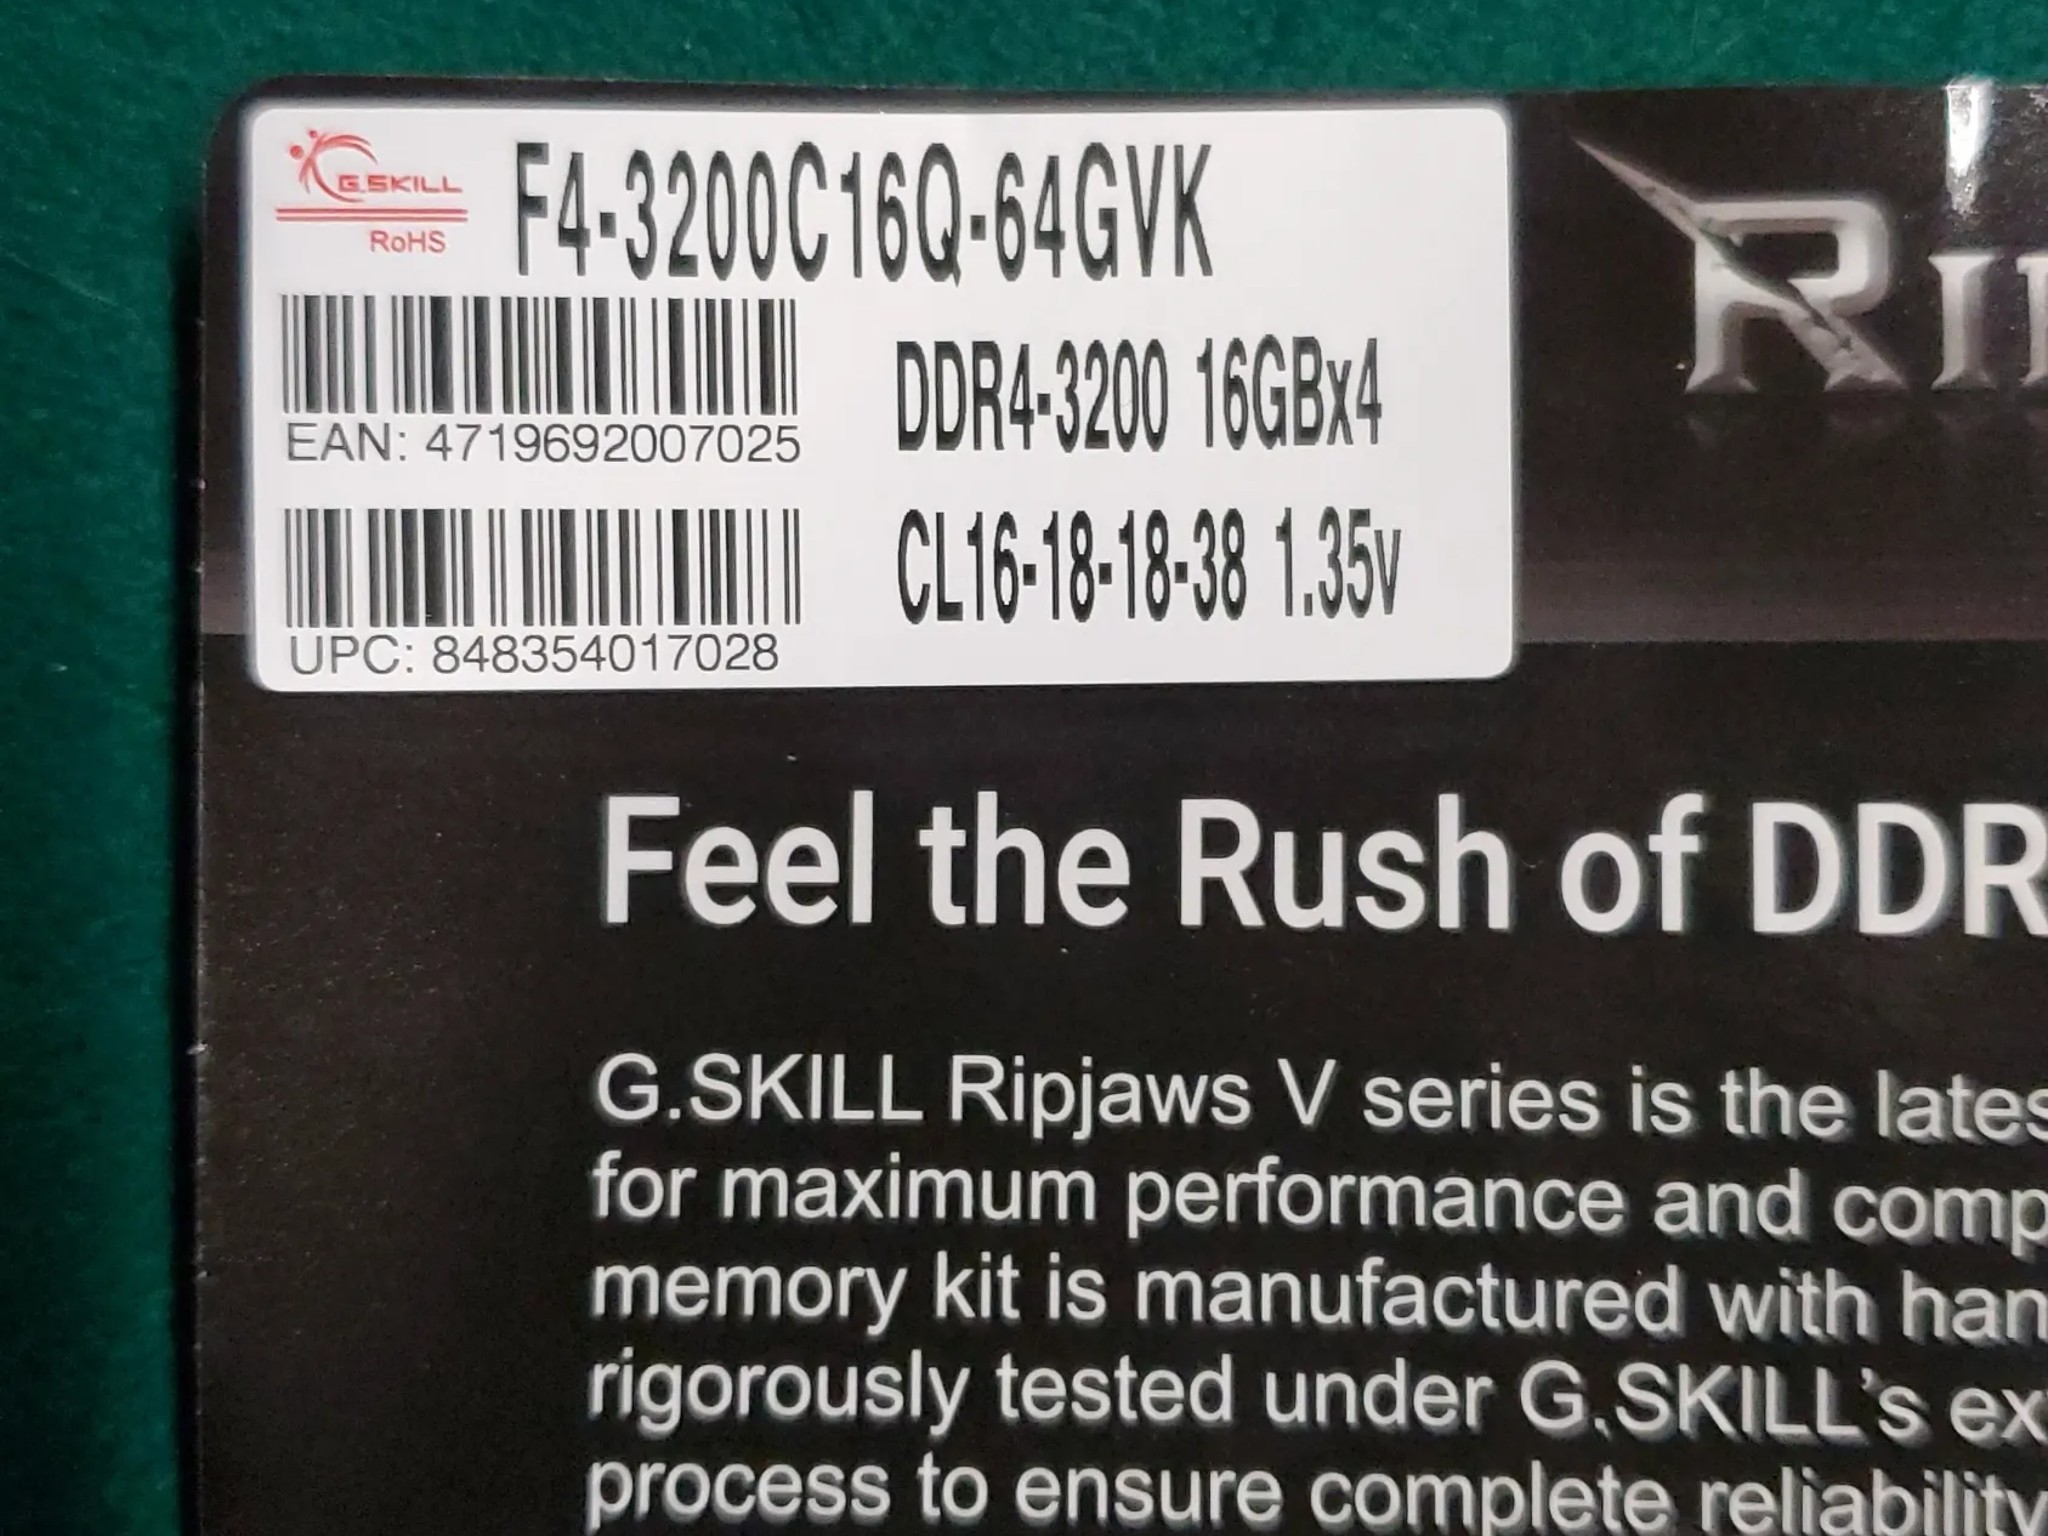 G.SKILL
RoHS
F4-3200C16Q-64GVK
EAN: 4719692007025
DDR4-3200 16GBx4
UPC: 848354017028
CL16-18-18-38 1.35v
Feel the Rush of DDR
G.SKILL Ripjaws V series is the lates
for maximum performance and comp
memory kit is manufactured with han
rigorously tested under G.SKILL's ex
process to ensure complete reliability